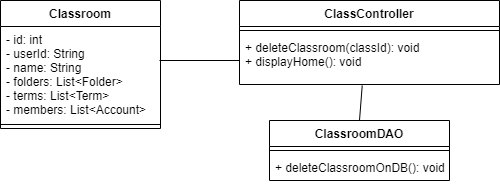 Classroom
- id: int
- userId: String
- name: String
- folders: List<Folder>
- terms: List<Term>
- members: List<Account>
ClassController
+ deleteClassroom(classId): void
+ displayHome(): void
ClassroomDAO
+ deleteClassroomOnDB(): void